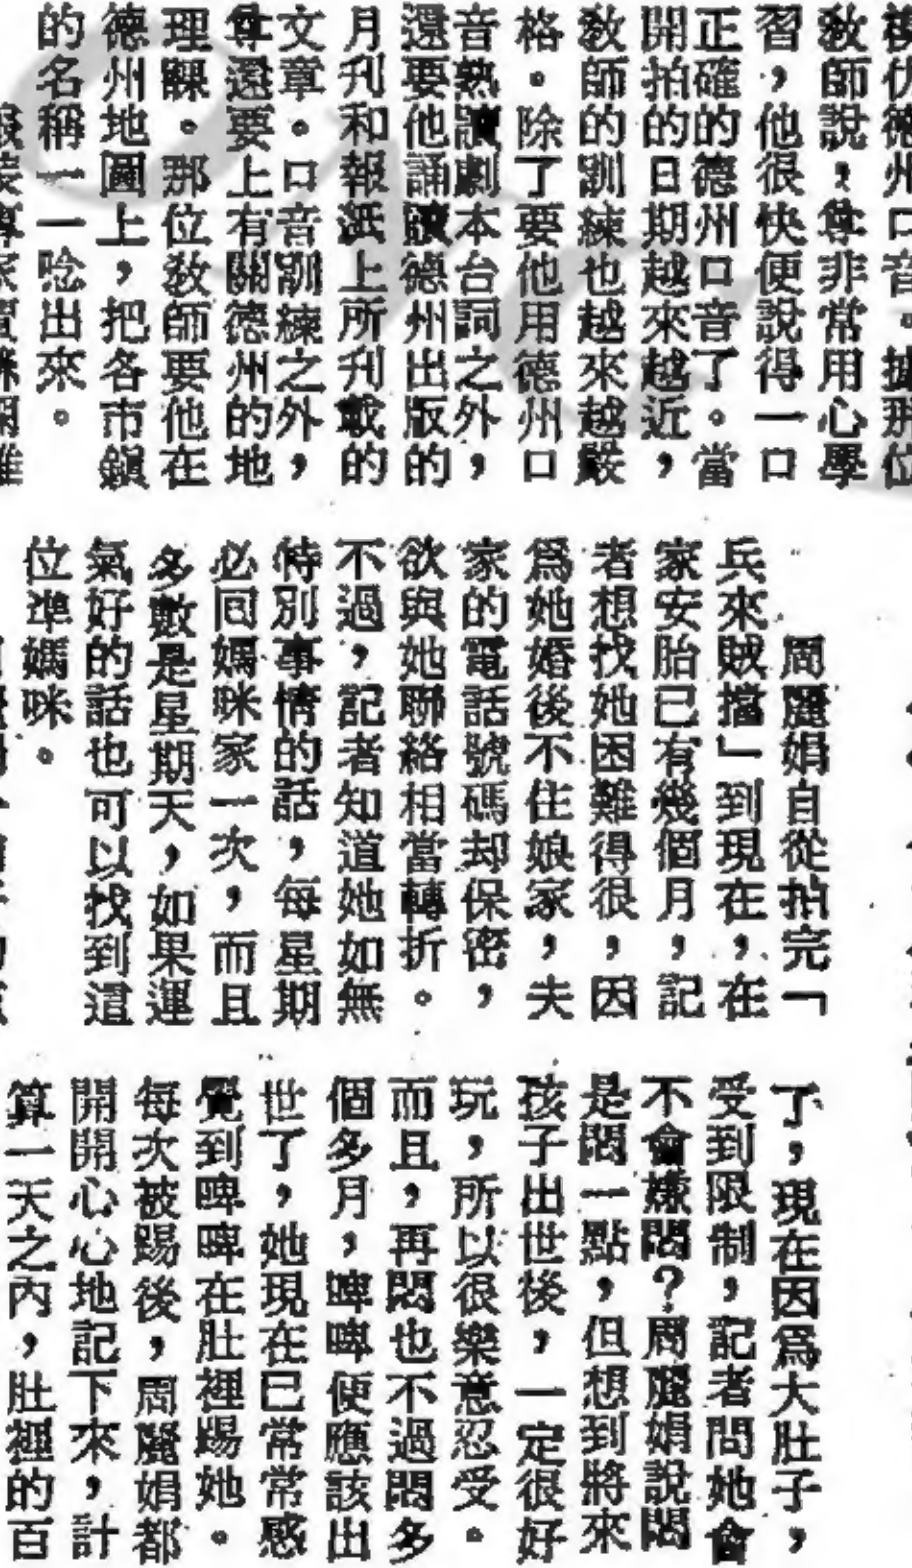 模仿德州口音。據那位
教師說，尊非常用心學
習，他很快便說得一口
正確的德州口音了。當
開拍的日期越來越近，
教師的訓練也越來越嚴
格。除了要他用德州口
音熟讀劇本台詞之外，
還要他誦讀德州出版的
月刋和報紙上所刋載的
文章。口音訓練之外，
尊還要上有關德州的地
理課。那位教師要他在
德州地圖上，把各市鎮
的名稱一一唸出來。
周麗娟自從拍完「
兵來賊擋」到現在，在
家安胎已有幾個月，記
者想找她困難得很，因
爲她婚後不住娘家，夫
家的電話號碼却保密，
欲與她聯絡相當轉折。
不過，記者知道她如無
特別事情的話，每星期
必囘媽咪家一次，而且
多數是星期天，如果運
氣好的話也可以找到這
位準媽咪。
了，現在因爲大肚子，
受到限制，記者問她會
不會嫌悶？周麗娟說悶
是悶一點，但想到將來
孩子出世後，一定很好
玩，所以很樂意忍受。
而且，再悶也不過悶多
個多月，啤啤便應該出
世了，她現在已常常感
覺到啤啤在肚裡踢她。
每次被踢後，周麗娟都
開開心心地記下來，計
算一天之內，肚裡的百